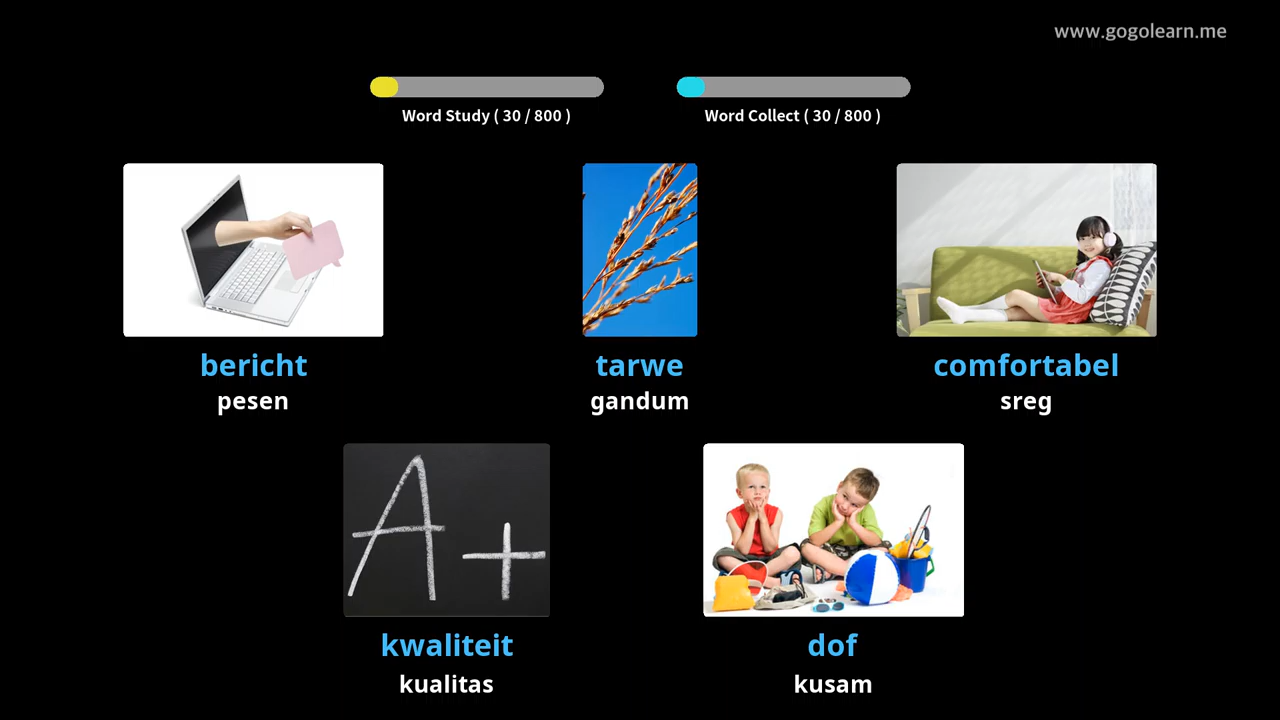 www.gogolearn.me
Word Study ( 30 / 800 )
Word Collect ( 30 / 800 )
bericht
pesen
tarwe
gandum
comfortabel
sreg
A+
kwaliteit
kualitas
dof
kusam